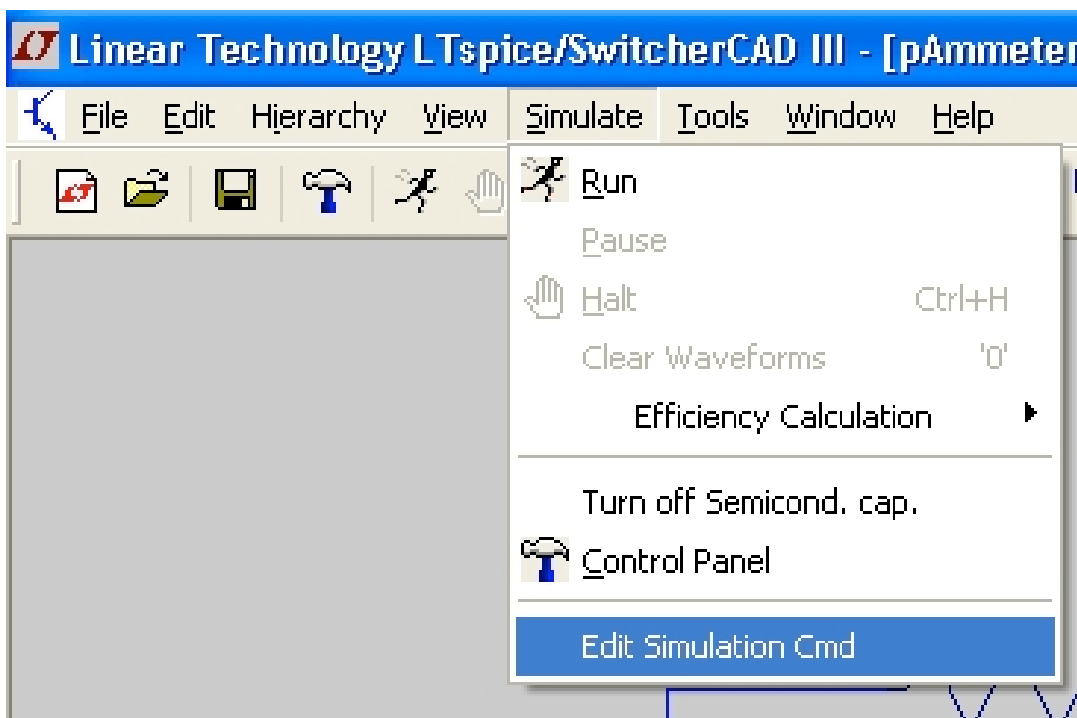 Linear Technology LTspice/SwitcherCAD III - [pAmmeter
File Edit Hierarchy View Simulate Tools Window Help
Run
Pause
Halt Ctrl+H
Clear Waveforms '0'
Efficiency Calculation
Turn off Semicond. cap.
Control Panel
Edit Simulation Cmd